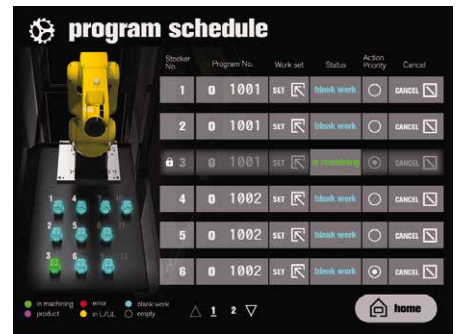 program schedule
Stocker No. Program No. Work set Status Action Priority Cancel
1 0 1001 SET blank work CANCEL
2 0 1001 SET blank work CANCEL
3 0 1001 SET in machining CANCEL
4 0 1002 SET blank work CANCEL
5 0 1002 SET blank work CANCEL
6 0 1002 SET blank work CANCEL
1 4
2 5
3 6
in machining error blank work
product in L/UL empty
1 2
home